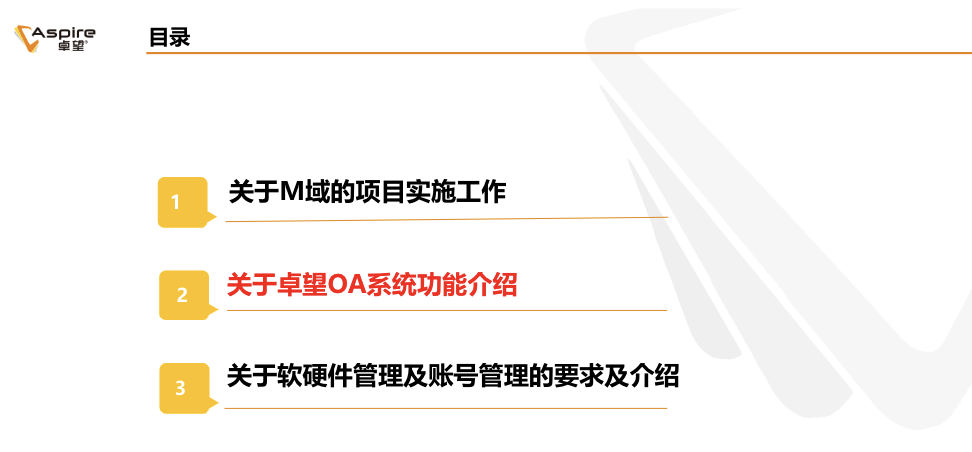 Aspire
卓望®
目录
1
关于M域的项目实施工作
2
关于卓望OA系统功能介绍
3
关于软硬件管理及账号管理的要求及介绍